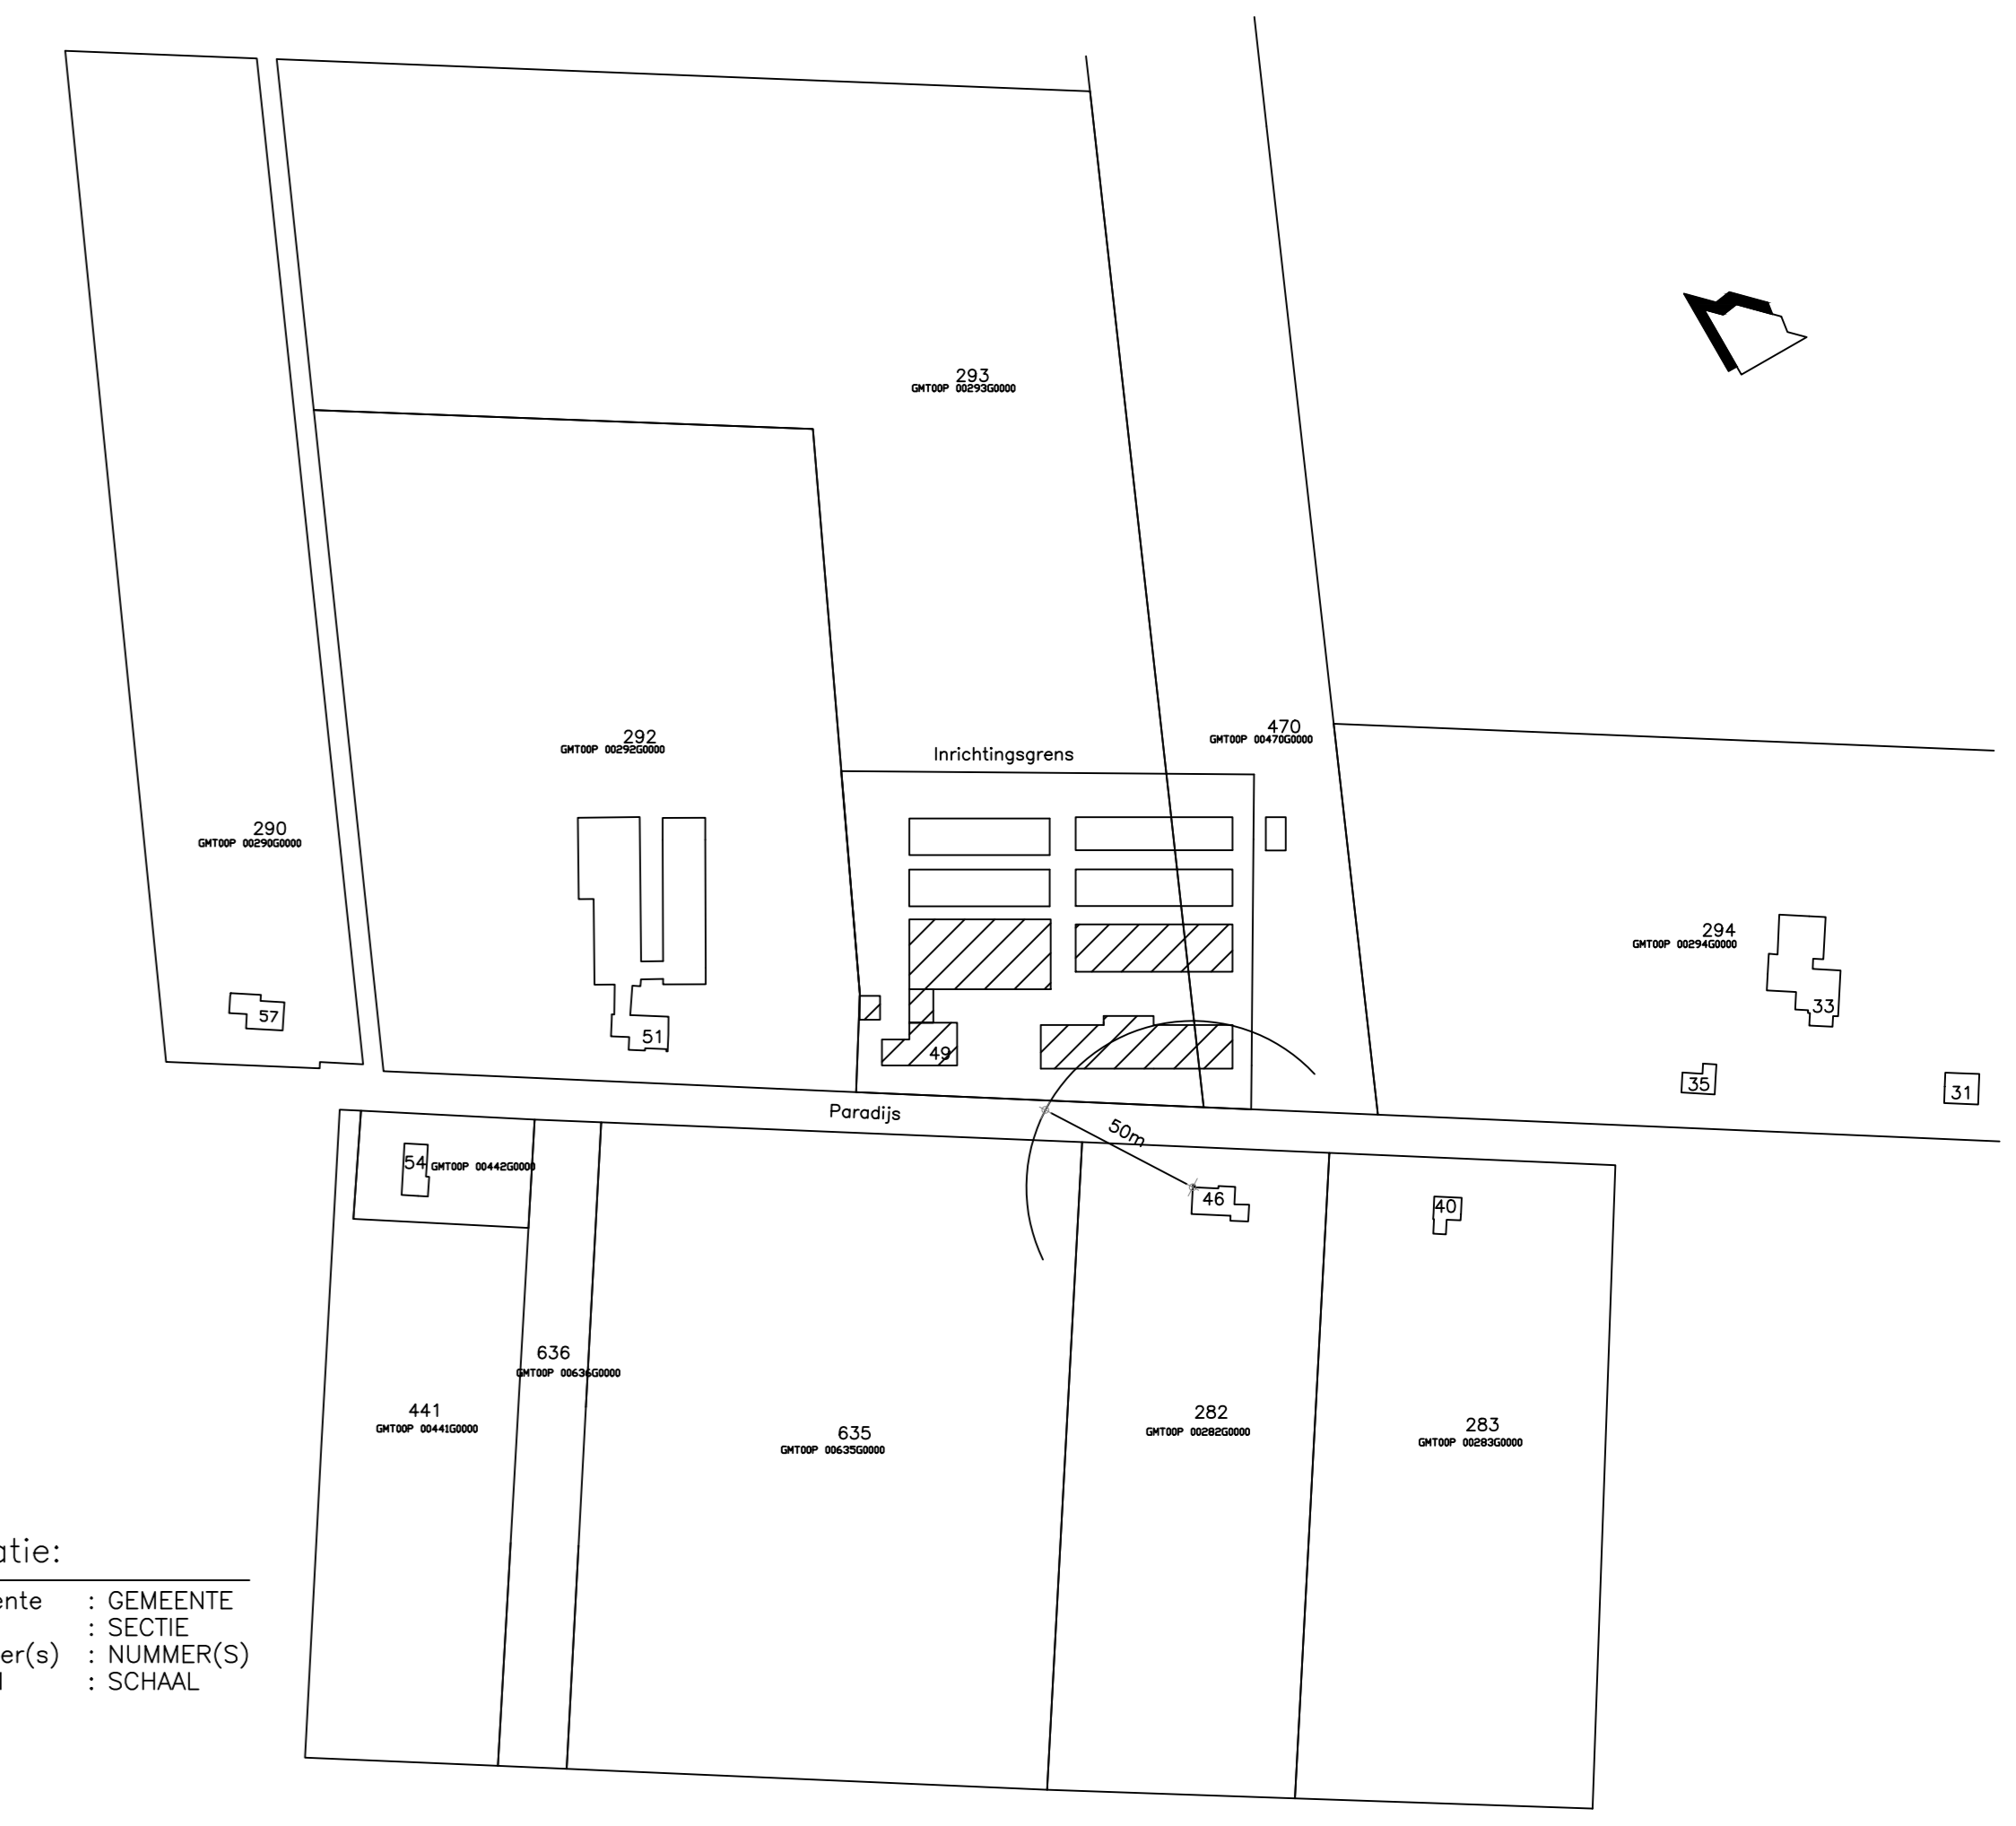 293
GMT00P 00293G0000
470
GMT00P 00470G0000
292
GMT00P 00292G0000
Inrichtingsgrens
290
GMT00P 00290G0000
294
GMT00P 00294G0000
33
57
51
49
35
31
Paradijs
50m
54
GMT00P 00442G0000
46
40
636
GMT00P 00636G0000
441
GMT00P 00441G0000
635
GMT00P 00635G0000
282
GMT00P 00282G0000
283
GMT00P 00283G0000
atie:
ente : GEMEENTE
: SECTIE
er(s) : NUMMER(S)
l : SCHAAL